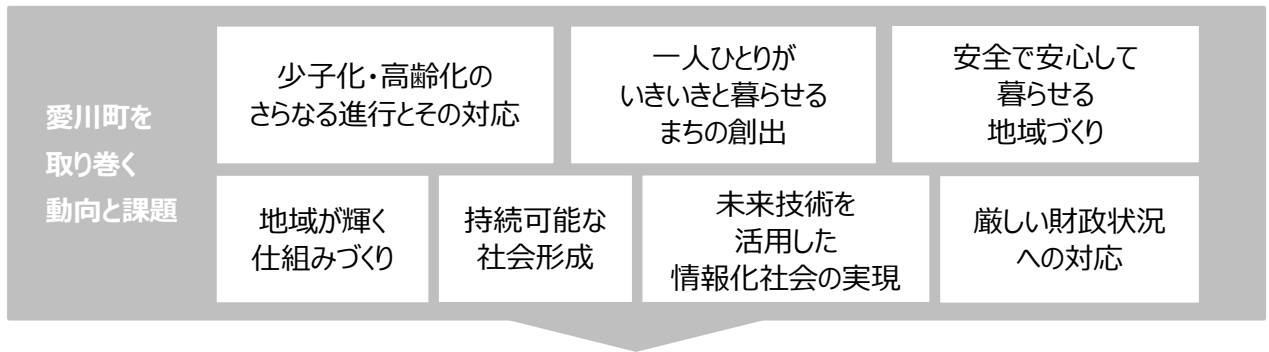 愛川町を
取り巻く
動向と課題
少子化・高齢化の
さらなる進行とその対応
一人ひとりが
いきいきと暮らせる
まちの創出
安全で安心して
暮らせる
地域づくり
地域が輝く
仕組みづくり
持続可能な
社会形成
未来技術を
活用した
情報化社会の実現
厳しい財政状況
への対応